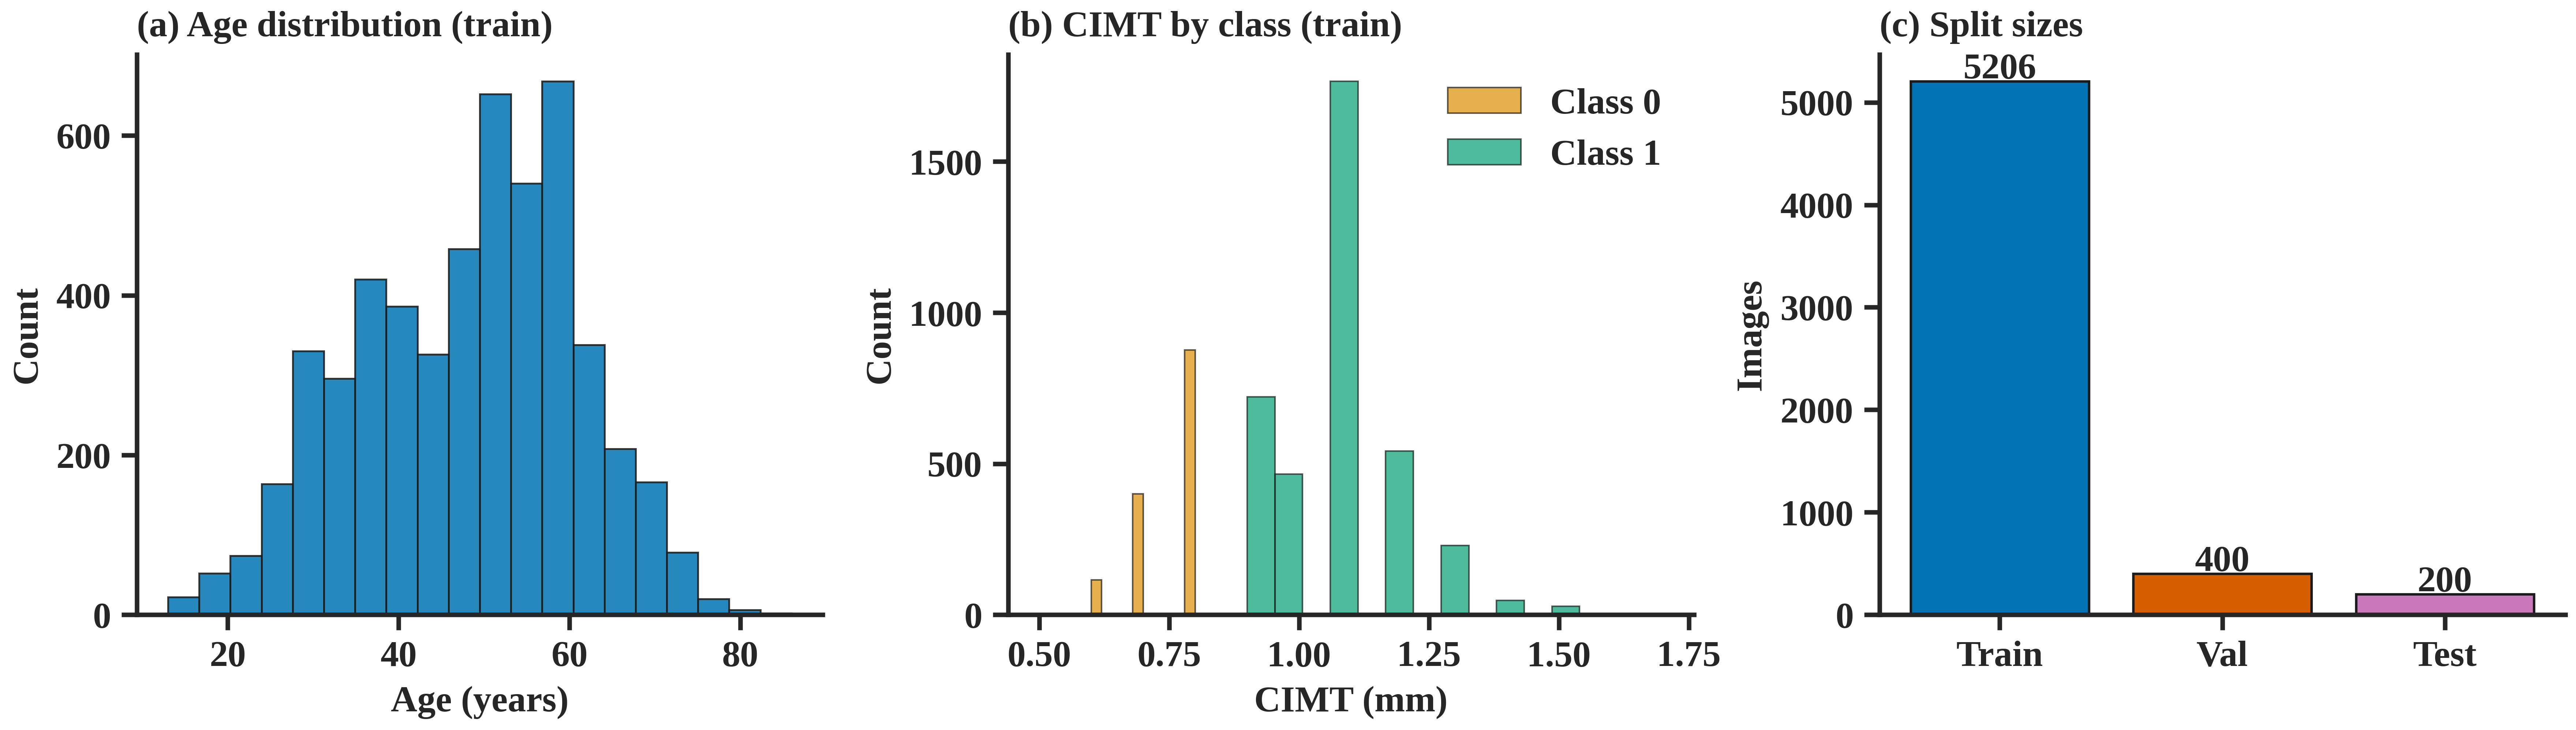 (a) Age distribution (train)
Count
600
400
200
0
20 40 60 80
Age (years)
(b) CIMT by class (train)
Count
1500
1000
500
0
Class 0
Class 1
0.50 0.75 1.00 1.25 1.50 1.75
CIMT (mm)
(c) Split sizes
Images
5000
4000
3000
2000
1000
0
5206
400
200
Train Val Test